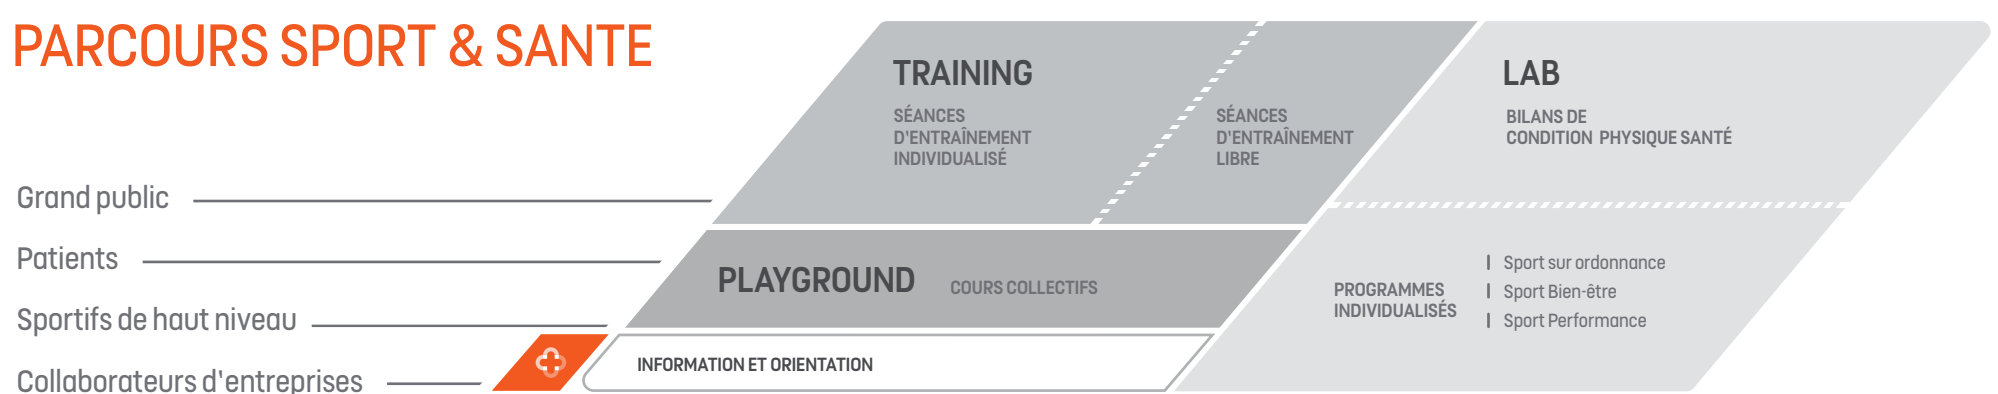 PARCOURS SPORT & SANTE
Grand public
Patients
Sportifs de haut niveau
Collaborateurs d'entreprises
TRAINING
SÉANCES
D'ENTRAÎNEMENT
INDIVIDUALISÉ
SÉANCES
D'ENTRAÎNEMENT
LIBRE
PLAYGROUND COURS COLLECTIFS
INFORMATION ET ORIENTATION
LAB
BILANS DE
CONDITION PHYSIQUE SANTÉ
PROGRAMMES
INDIVIDUALISÉS
Sport sur ordonnance
Sport Bien-être
Sport Performance